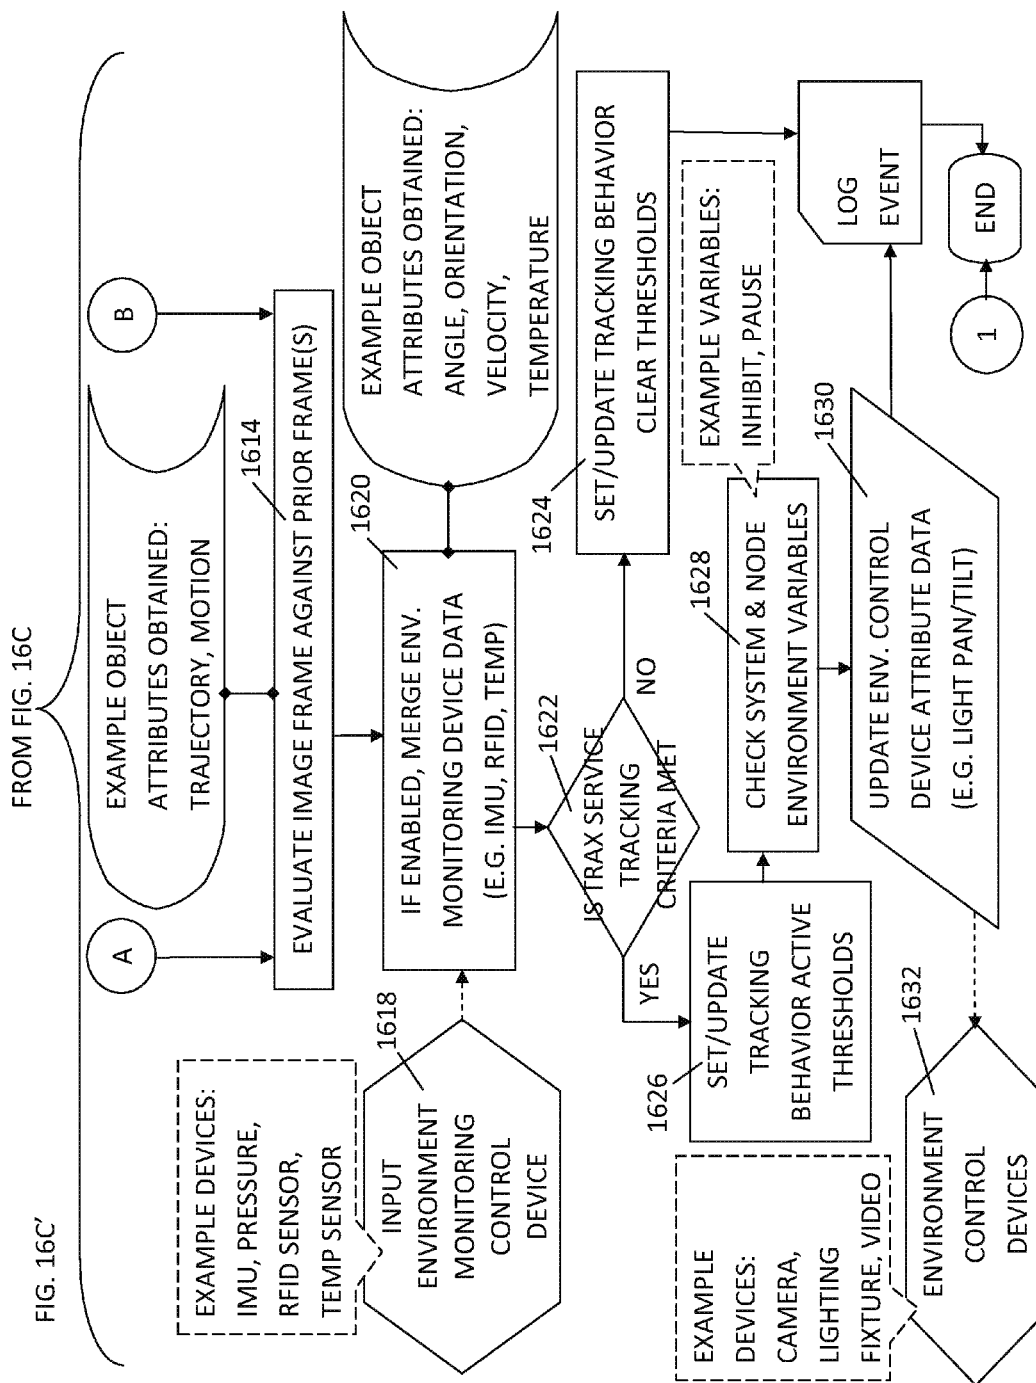 FIG. 16C'
FROM FIG. 16C
A
B
EXAMPLE OBJECT
ATTRIBUTES OBTAINED:
TRAJECTORY, MOTION
1614
EVALUATE IMAGE FRAME AGAINST PRIOR FRAME(S)
EXAMPLE DEVICES:
IMU, PRESSURE,
RFID SENSOR,
TEMP SENSOR
1618
INPUT
ENVIRONMENT
MONITORING
CONTROL
DEVICE
1620
IF ENABLED, MERGE ENV.
MONITORING DEVICE DATA
(E.G. IMU, RFID, TEMP)
EXAMPLE OBJECT
ATTRIBUTES OBTAINED:
ANGLE, ORIENTATION,
VELOCITY,
TEMPERATURE
1622
IS TRAX SERVICE
TRACKING
CRITERIA MET
YES
NO
1624
SET/UPDATE TRACKING BEHAVIOR
CLEAR THRESHOLDS
1626
SET/UPDATE
TRACKING
BEHAVIOR ACTIVE
THRESHOLDS
1628
CHECK SYSTEM & NODE
ENVIRONMENT VARIABLES
EXAMPLE VARIABLES:
INHIBIT, PAUSE
1630
UPDATE ENV. CONTROL
DEVICE ATTRIBUTE DATA
(E.G. LIGHT PAN/TILT)
LOG
EVENT
EXAMPLE
DEVICES:
CAMERA,
LIGHTING
FIXTURE, VIDEO
1632
ENVIRONMENT
CONTROL
DEVICES
1
END